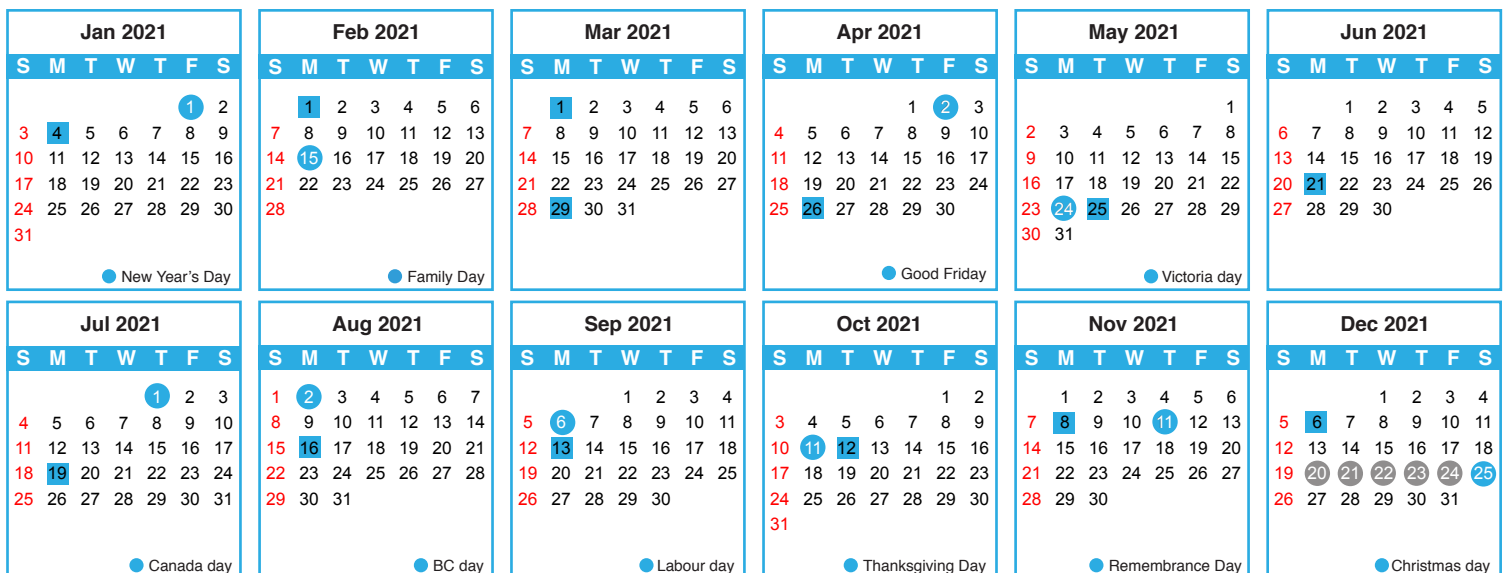 Jan 2021
S M T W T F S
1 2
3 4 5 6 7 8 9
10 11 12 13 14 15 16
17 18 19 20 21 22 23
24 25 26 27 28 29 30
31
New Year's Day
Feb 2021
S M T W T F S
1 2 3 4 5 6
7 8 9 10 11 12 13
14 15 16 17 18 19 20
21 22 23 24 25 26 27
28
Family Day
Mar 2021
S M T W T F S
1 2 3 4 5 6
7 8 9 10 11 12 13
14 15 16 17 18 19 20
21 22 23 24 25 26 27
28 29 30 31
Apr 2021
S M T W T F S
1 2 3
4 5 6 7 8 9 10
11 12 13 14 15 16 17
18 19 20 21 22 23 24
25 26 27 28 29 30
Good Friday
May 2021
S M T W T F S
1
2 3 4 5 6 7 8
9 10 11 12 13 14 15
16 17 18 19 20 21 22
23 24 25 26 27 28 29
30 31
Victoria day
Jun 2021
S M T W T F S
1 2 3 4 5
6 7 8 9 10 11 12
13 14 15 16 17 18 19
20 21 22 23 24 25 26
27 28 29 30
Jul 2021
S M T W T F S
1 2 3
4 5 6 7 8 9 10
11 12 13 14 15 16 17
18 19 20 21 22 23 24
25 26 27 28 29 30 31
Canada day
Aug 2021
S M T W T F S
1 2 3 4 5 6 7
8 9 10 11 12 13 14
15 16 17 18 19 20 21
22 23 24 25 26 27 28
29 30 31
BC day
Sep 2021
S M T W T F S
1 2 3 4
5 6 7 8 9 10 11
12 13 14 15 16 17 18
19 20 21 22 23 24 25
26 27 28 29 30
Labour day
Oct 2021
S M T W T F S
1 2
3 4 5 6 7 8 9
10 11 12 13 14 15 16
17 18 19 20 21 22 23
24 25 26 27 28 29 30
31
Thanksgiving Day
Nov 2021
S M T W T F S
1 2 3 4 5 6
7 8 9 10 11 12 13
14 15 16 17 18 19 20
21 22 23 24 25 26 27
28 29 30
Remembrance Day
Dec 2021
S M T W T F S
1 2 3 4
5 6 7 8 9 10 11
12 13 14 15 16 17 18
19 20 21 22 23 24 25
26 27 28 29 30 31
Christmas day